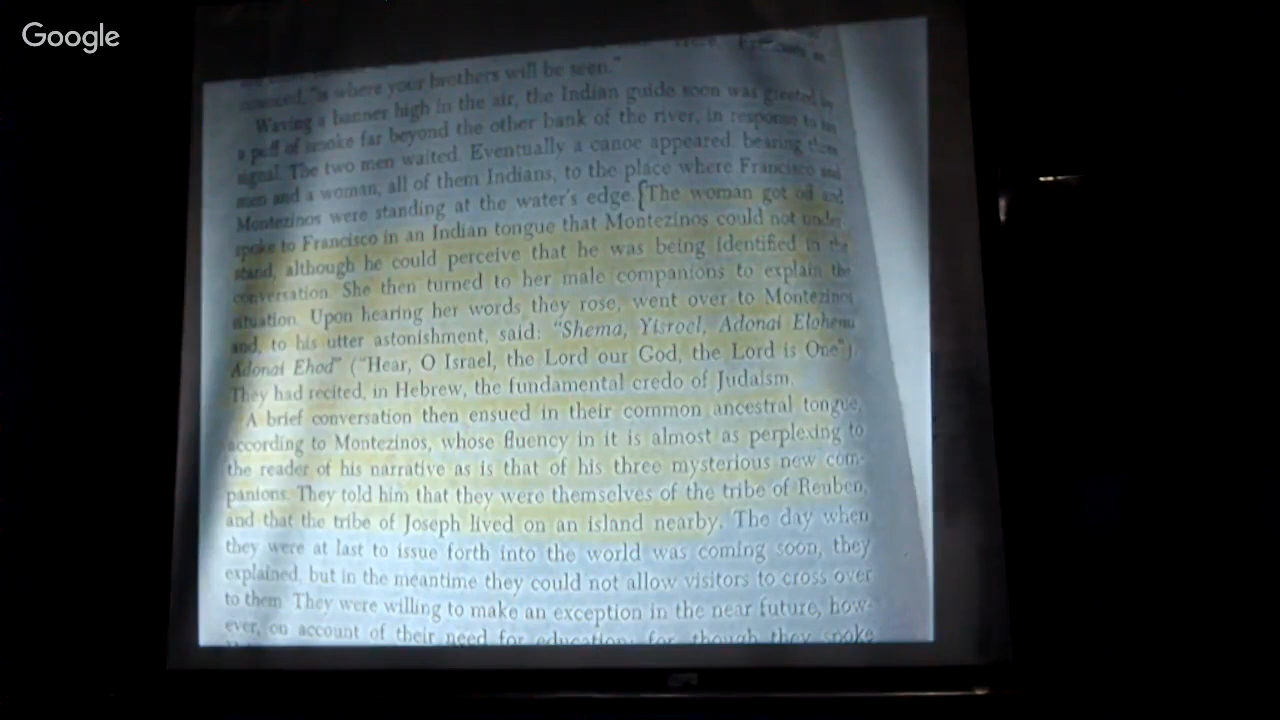 Google
is where your brothers will be seen."
Waving a banner high in the air, the Indian guide soon was greeted by
a puff of smoke far beyond the other bank of the river, in response to his
signal. The two men waited. Eventually a canoe appeared bearing three
men and a woman, all of them Indians, to the place where Francisco and
Montezinos were standing at the water's edge. {The woman got off and
spoke to Francisco in an Indian tongue that Montezinos could not under-
stand, although he could perceive that he was being identified in the
conversation. She then turned to her male companions to explain the
situation. Upon hearing her words they rose, went over to Montezinos
and, to his utter astonishment, said: "Shema, Yisroel, Adonai Elohenu
Adonai Ehod" ("Hear, O Israel, the Lord our God, the Lord is One").
They had recited, in Hebrew, the fundamental credo of Judaism.
A brief conversation then ensued in their common ancestral tongue,
according to Montezinos, whose fluency in it is almost as perplexing to
the reader of his narrative as is that of his three mysterious new com-
panions. They told him that they were themselves of the tribe of Reuben,
and that the tribe of Joseph lived on an island nearby. The day when
they were at last to issue forth into the world was coming soon, they
explained, but in the meantime they could not allow visitors to cross over
to them. They were willing to make an exception in the near future, how-
ever, on account of their need for education; for, though they spoke